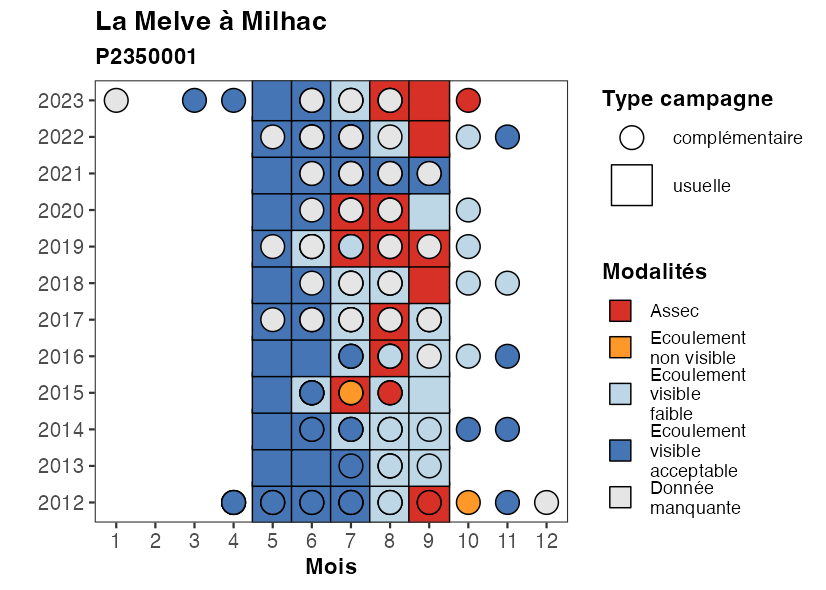 La Melve à Milhac
P2350001
2023
2022
2021
2020
2019
2018
2017
2016
2015
2014
2013
2012
1 2 3 4 5 6 7 8 9 10 11 12
Mois
Type campagne
complémentaire
usuelle
Modalités
Assec
Ecoulement
non visible
Ecoulement
visible
faible
Ecoulement
visible
acceptable
Donnée
manquante